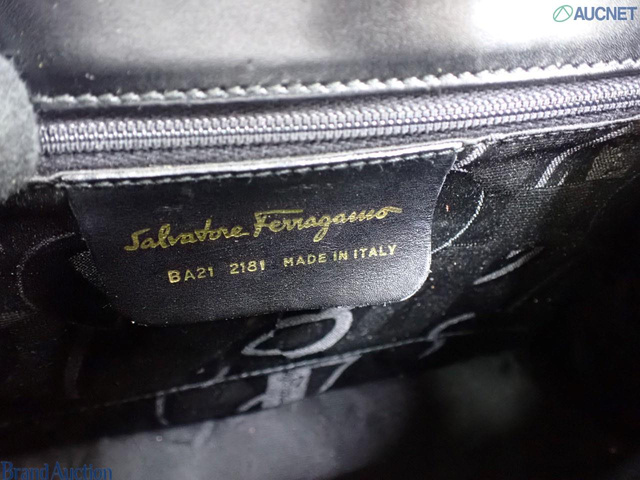 AUCNET
Salvatore Ferragamo
BA21 2181 MADE IN ITALY
Brand Auction